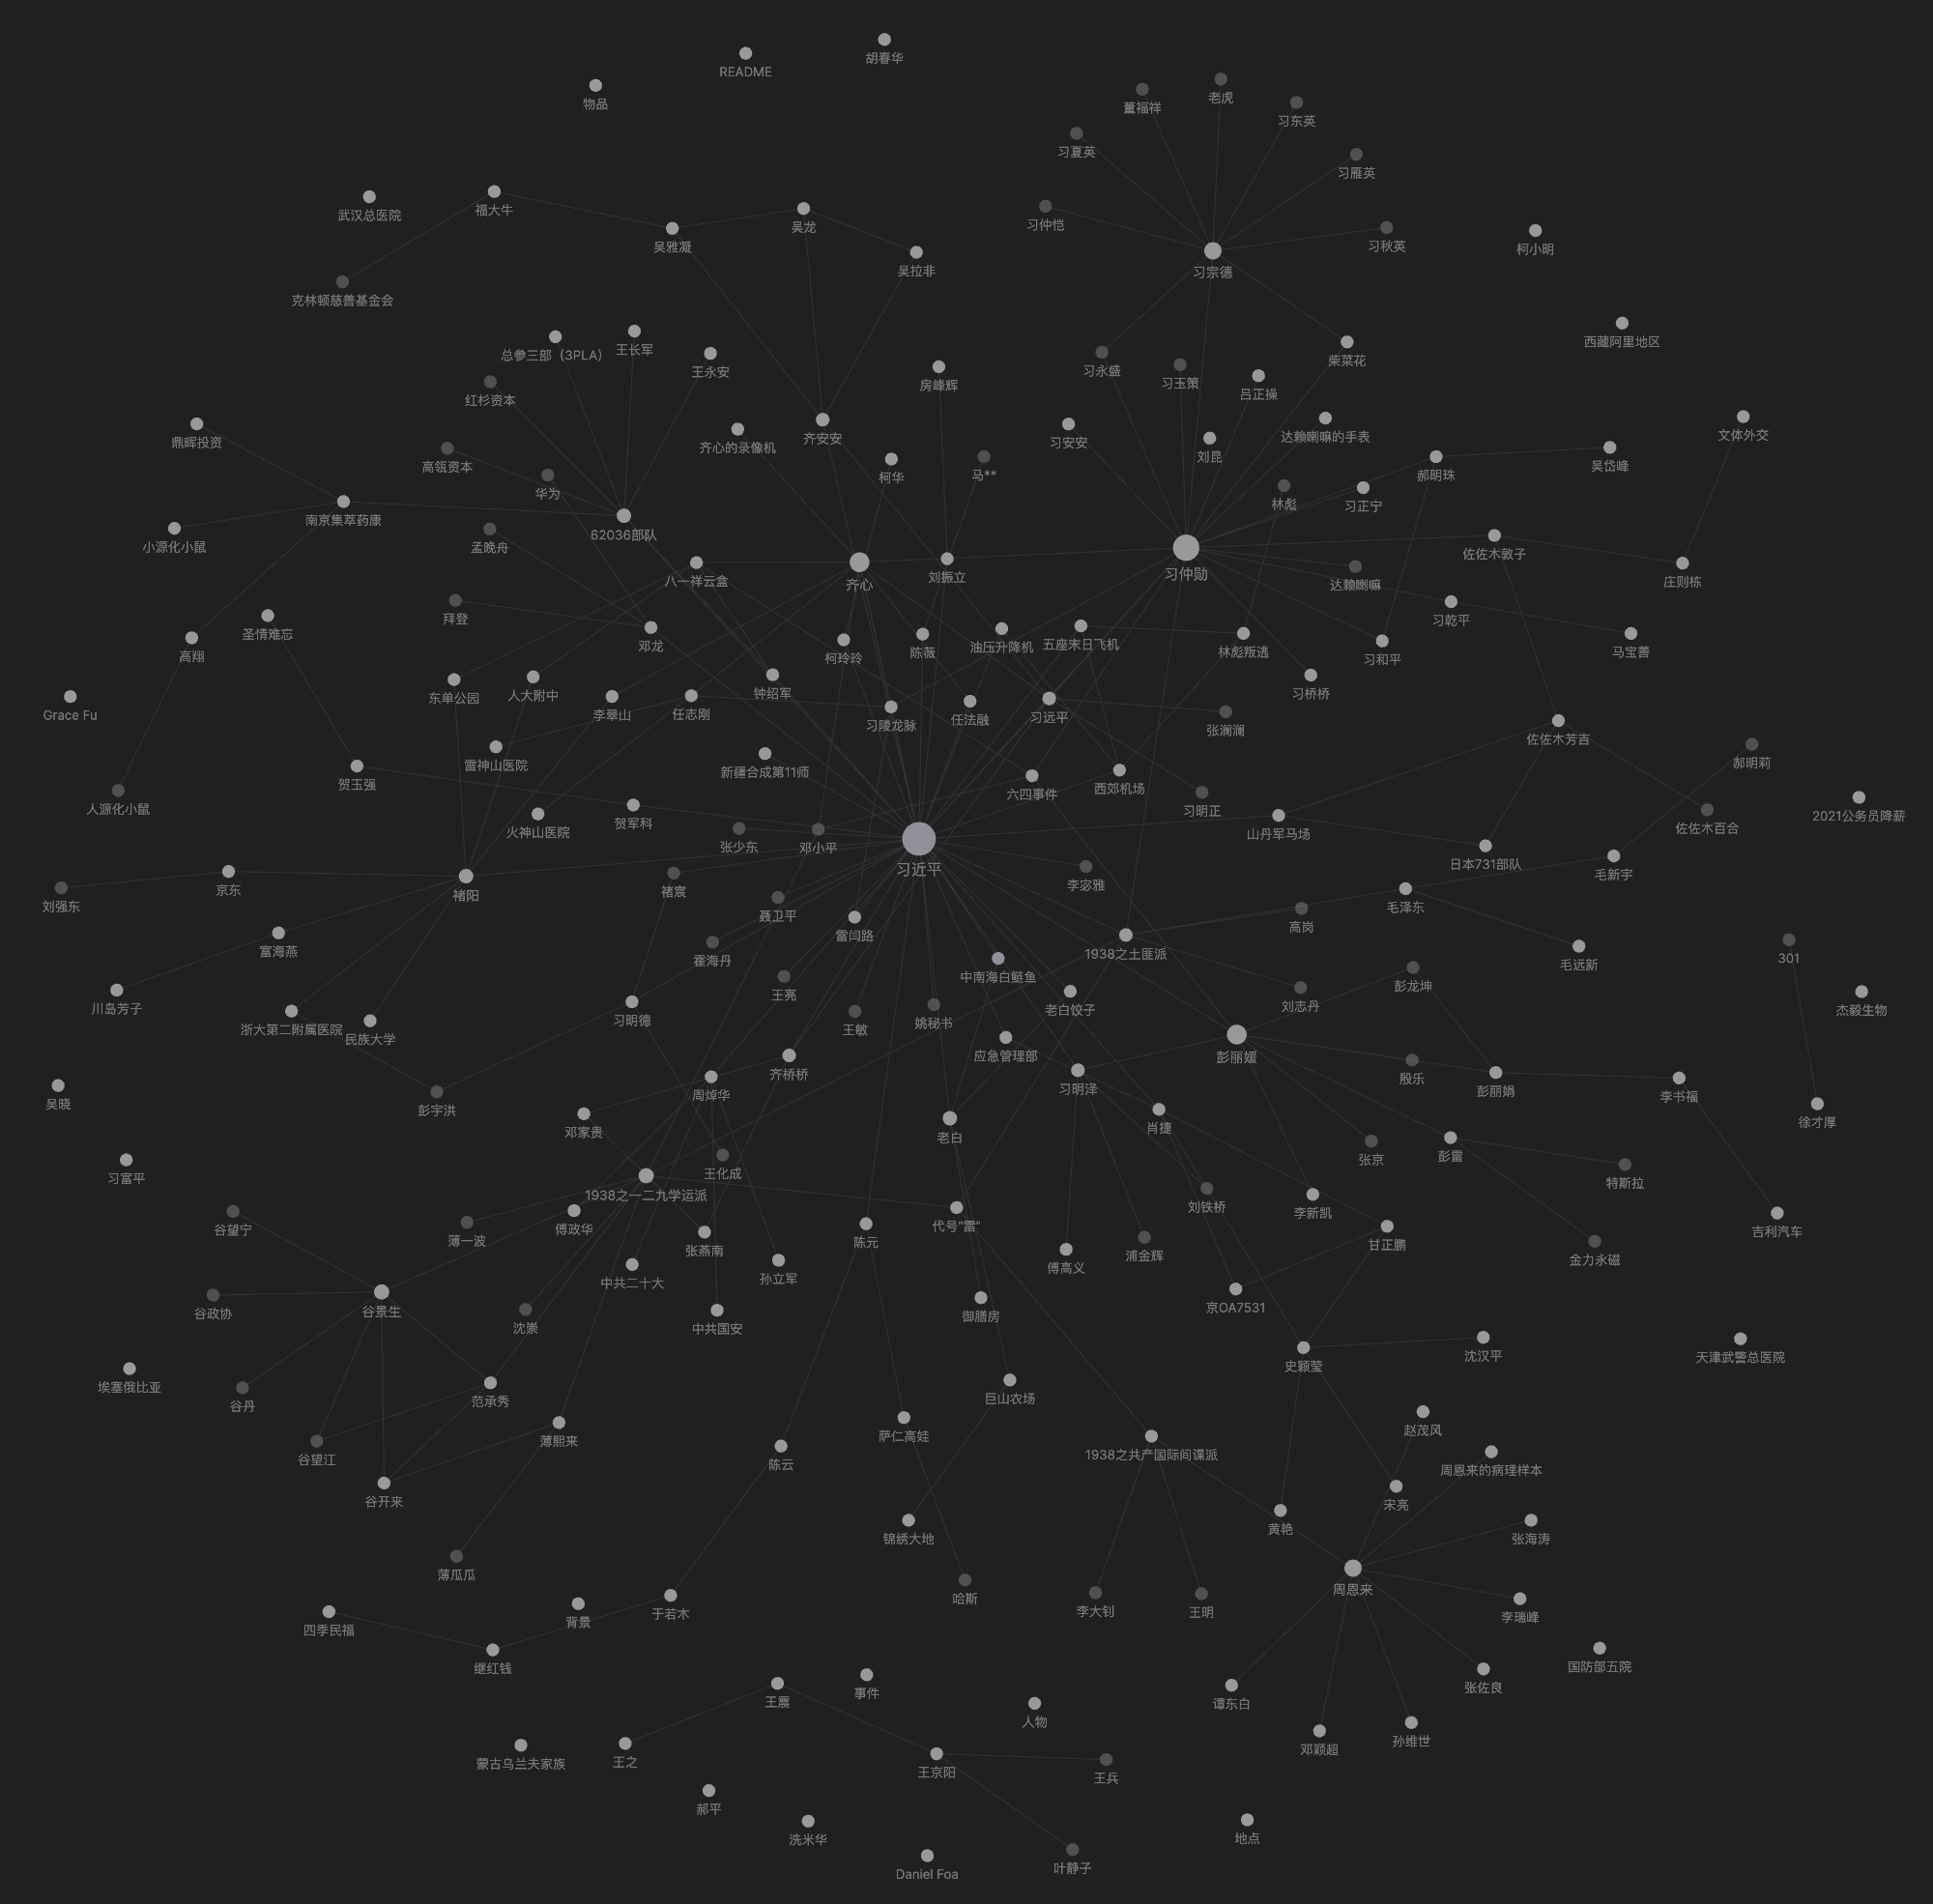 胡春华
README
物品
董福祥
老虎
习东英
习夏英
习雁英
武汉总医院
福大牛
吴雅凝
吴龙
吴拉非
习仲恺
习秋英
柯小明
习宗德
克林顿慈善基金会
总参三部（3PLA）
王长军
王永安
房峰辉
习永盛
习玉策
吕正操
柴菜花
西藏阿里地区
红杉资本
鼎晖投资
高瓴资本
华为
齐心的录像机
齐安安
柯华
马**
习安安
刘昆
达赖喇嘛的手表
郝明珠
吴岱峰
文体外交
林彪
习正宁
南京集萃药康
小源化小鼠
62036部队
孟晚舟
八一祥云盒
齐心
刘振立
习仲勋
佐佐木敦子
庄则栋
达赖喇嘛
拜登
圣情难忘
高翔
邓龙
柯玲玲
陈薇
油压升降机
五座末日飞机
林彪叛逃
习和平
习乾平
马宝善
Grace Fu
东单公园
人大附中
李翠山
任志刚
钟绍军
习陵龙脉
任法融
习远平
习桥桥
张澜澜
佐佐木芳吉
雷神山医院
贺玉强
新疆合成第11师
六四事件
西郊机场
习明正
郝明莉
人源化小鼠
火神山医院
贺军科
张少东
邓小平
习近平
山丹军马场
日本731部队
佐佐木百合
2021公务员降薪
毛新宇
刘强东
京东
褚阳
褚宸
李宓雅
毛泽东
聂卫平
雷闫路
高岗
富海燕
霍海丹
1938之土匪派
毛远新
301
川岛芳子
王亮
中南海白鲢鱼
彭龙坤
刘志丹
杰毅生物
浙大第二附属医院
民族大学
习明德
王敏
姚秘书
老白饺子
应急管理部
彭丽媛
吴晓
彭宇洪
周焯华
齐桥桥
习明泽
殷乐
彭丽娟
李书福
邓家贵
老白
肖捷
张京
彭雷
徐才厚
习富平
王化成
1938之一二九学运派
刘铁桥
李新凯
特斯拉
谷望宁
薄一波
傅政华
张燕南
陈元
代号“雷”
甘正鹏
吉利汽车
傅高义
浦金辉
金力永磁
谷政协
谷景生
中共二十大
孙立军
沈崇
中共国安
御膳房
京OA7531
埃塞俄比亚
谷丹
范承秀
史颖莹
沈汉平
天津武警总医院
巨山农场
谷望江
薄熙来
萨仁高娃
陈云
1938之共产国际间谍派
赵茂风
周恩来的病理样本
谷开来
锦绣大地
黄艳
宋亮
张海涛
薄瓜瓜
哈斯
李大钊
王明
周恩来
四季民福
背景
于若木
李瑞峰
继红钱
国防部五院
王震
事件
人物
谭东白
张佐良
蒙古乌兰夫家族
王之
王京阳
王兵
邓颖超
孙维世
郝平
冼米华
Daniel Foa
叶静子
地点